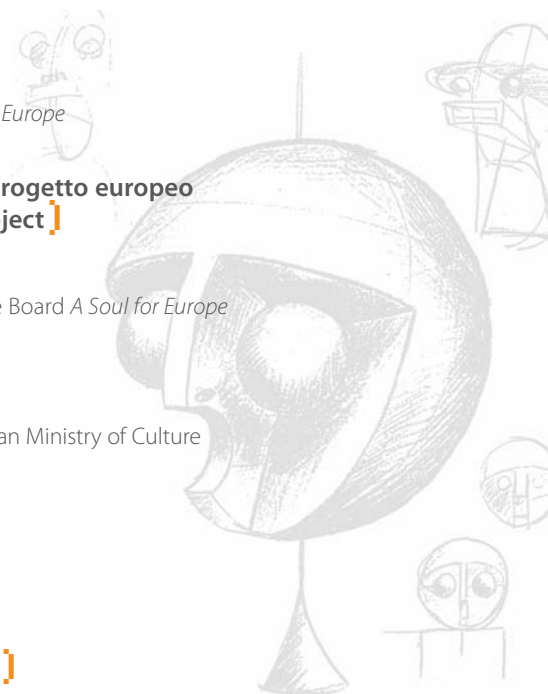 Europe
rogetto europeo
ject ]
e Board A Soul for Europe
an Ministry of Culture
]